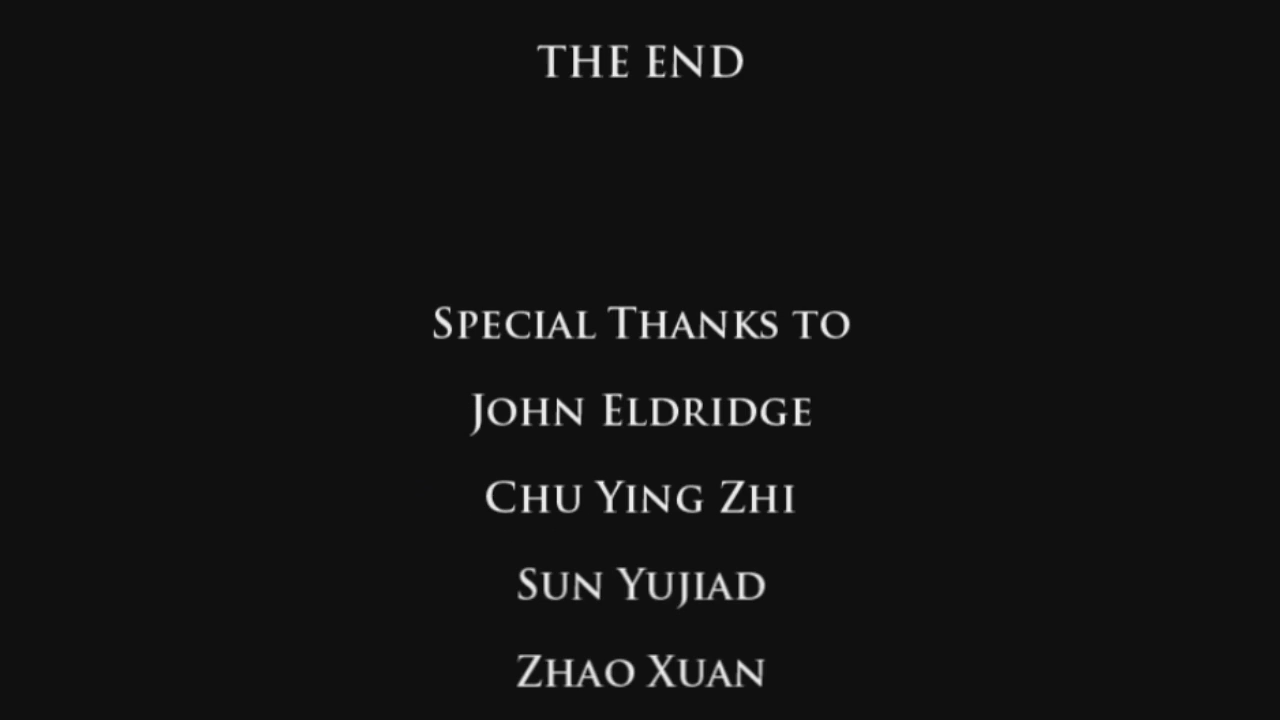 THE END
Special Thanks to
John Eldridge
Chu Ying Zhi
Sun Yujiad
Zhao Xuan